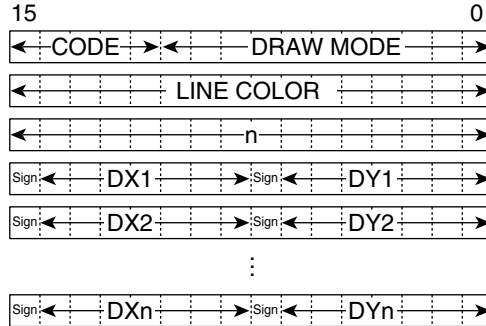 15 0
CODE DRAW MODE
LINE COLOR
n
Sign DX1 Sign DY1
Sign DX2 Sign DY2
⋮
Sign DXn Sign DYn